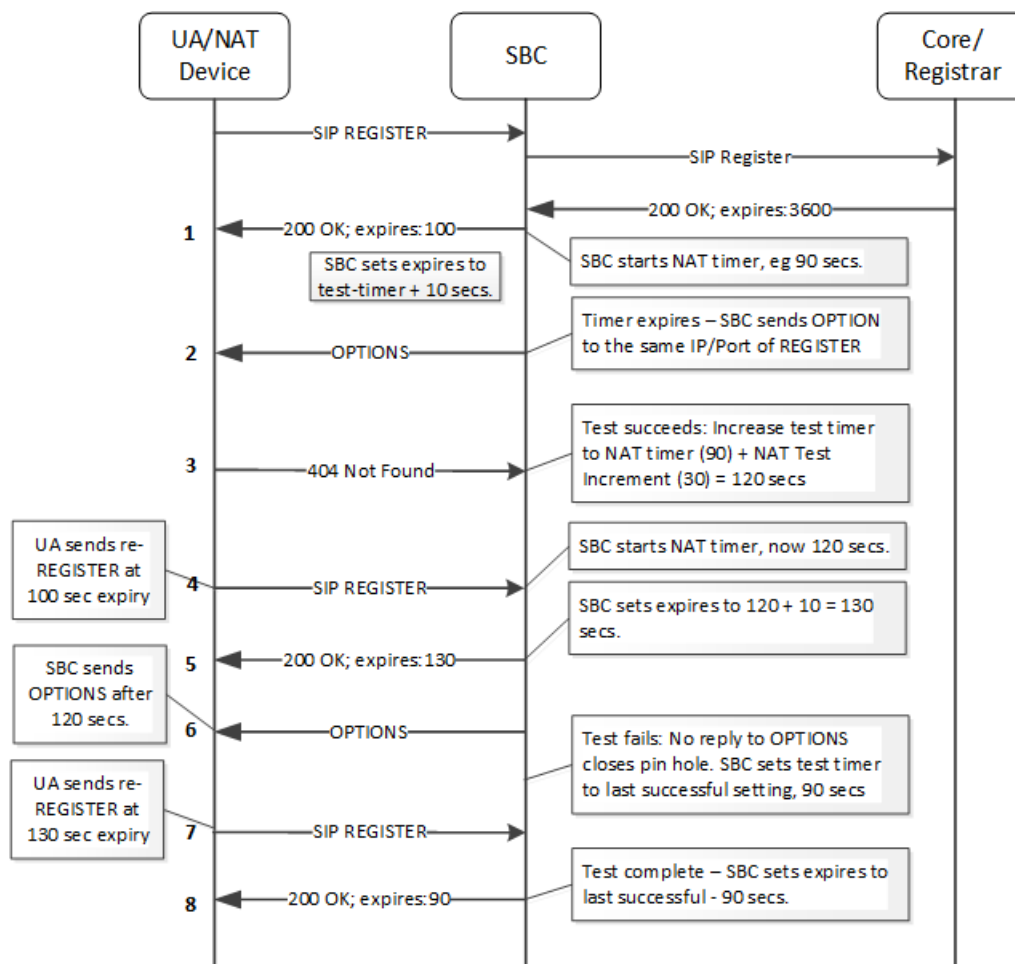 UA/NAT
Device
SBC
Core/
Registrar
SIP REGISTER
SIP Register
200 OK; expires:3600
1
200 OK; expires:100
SBC sets expires to
test-timer + 10 secs.
SBC starts NAT timer, eg 90 secs.
Timer expires – SBC sends OPTION
to the same IP/Port of REGISTER
2
OPTIONS
Test succeeds: Increase test timer
to NAT timer (90) + NAT Test
Increment (30) = 120 secs
3
404 Not Found
UA sends re-
REGISTER at
100 sec expiry
SBC starts NAT timer, now 120 secs.
4
SIP REGISTER
SBC sets expires to 120 + 10 = 130
secs.
5
200 OK; expires:130
SBC sends
OPTIONS after
120 secs.
6
OPTIONS
Test fails: No reply to OPTIONS
closes pin hole. SBC sets test timer
to last successful setting, 90 secs
UA sends re-
REGISTER at
130 sec expiry
7
SIP REGISTER
Test complete – SBC sets expires to
last successful - 90 secs.
8
200 OK; expires:90